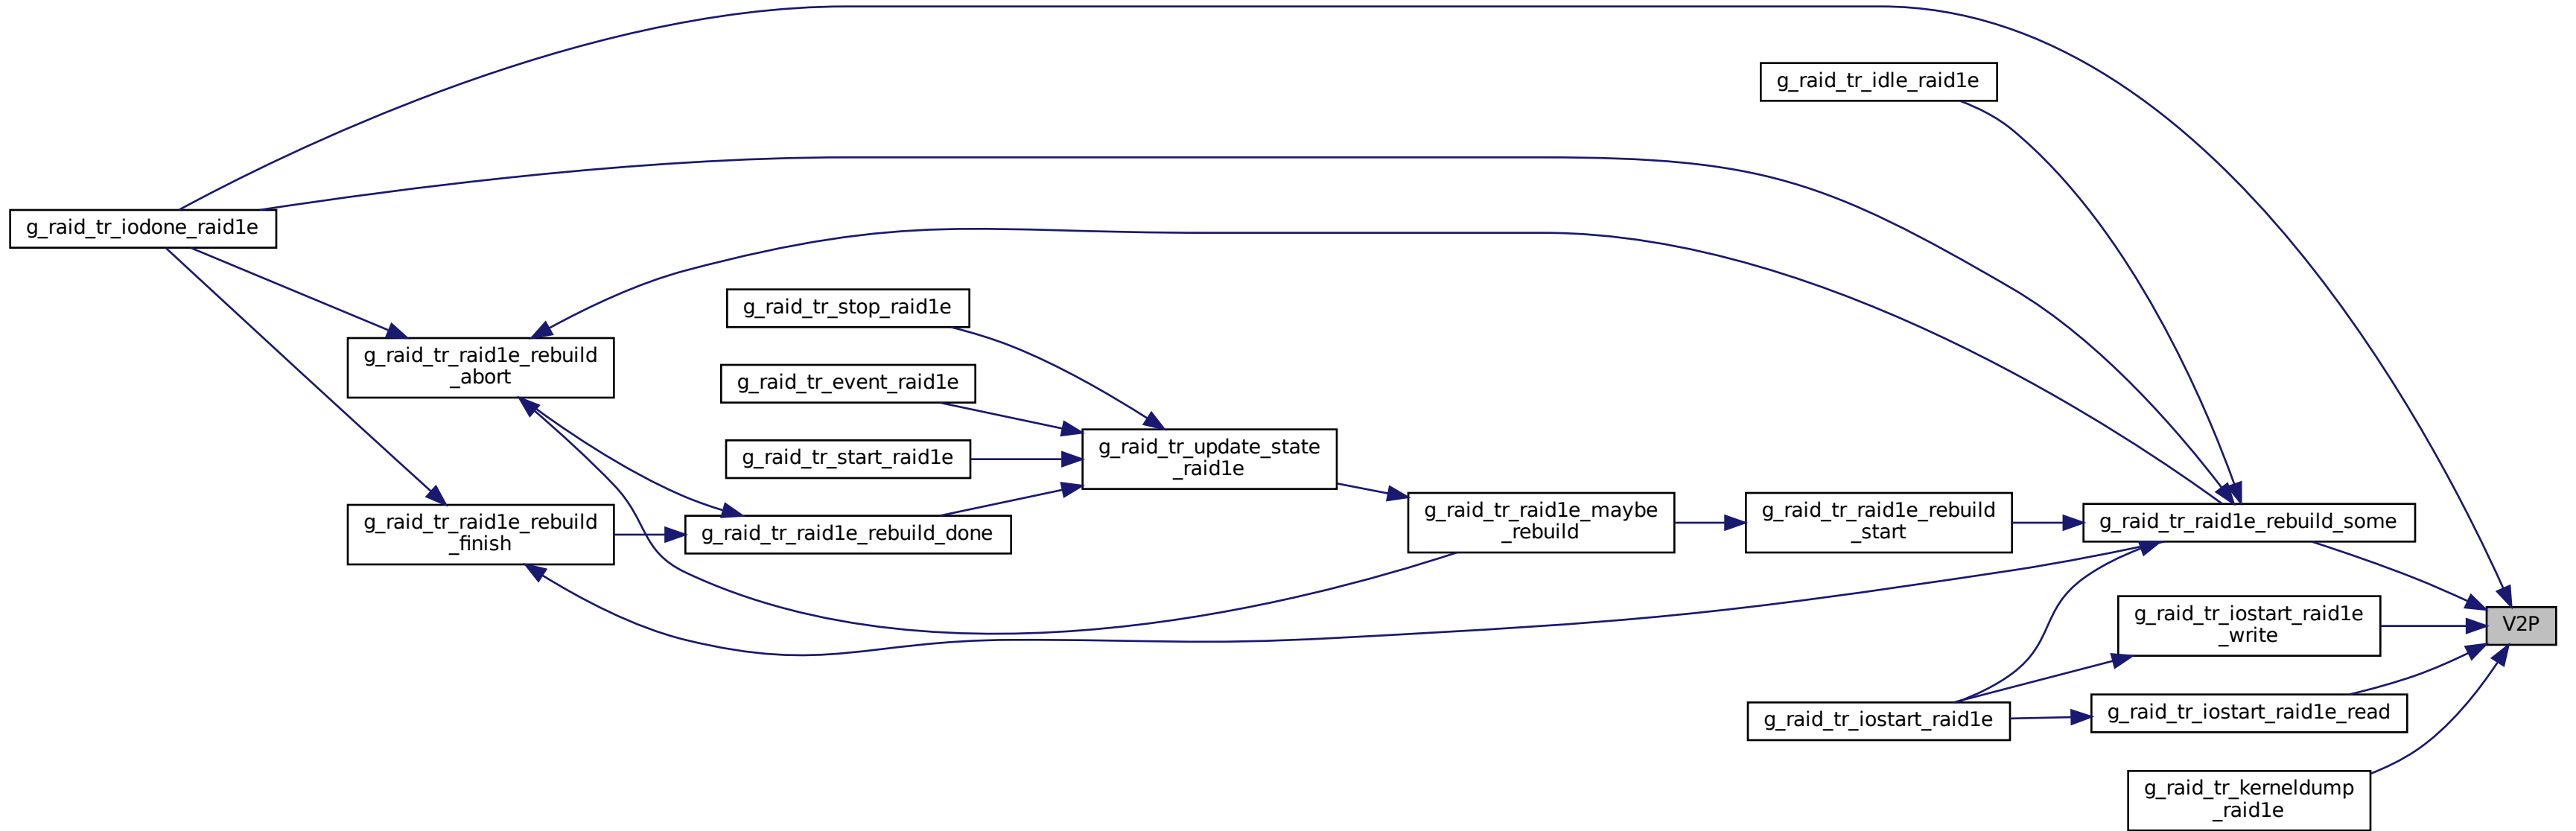 g_raid_tr_idle_raid1e
g_raid_tr_iodone_raid1e
g_raid_tr_stop_raid1e
g_raid_tr_raid1e_rebuild
_abort
g_raid_tr_event_raid1e
g_raid_tr_start_raid1e
g_raid_tr_update_state
_raid1e
g_raid_tr_raid1e_rebuild
_finish
g_raid_tr_raid1e_rebuild_done
g_raid_tr_raid1e_maybe
_rebuild
g_raid_tr_raid1e_rebuild
_start
g_raid_tr_raid1e_rebuild_some
g_raid_tr_iostart_raid1e
_write
V2P
g_raid_tr_iostart_raid1e
g_raid_tr_iostart_raid1e_read
g_raid_tr_kerneldump
_raid1e